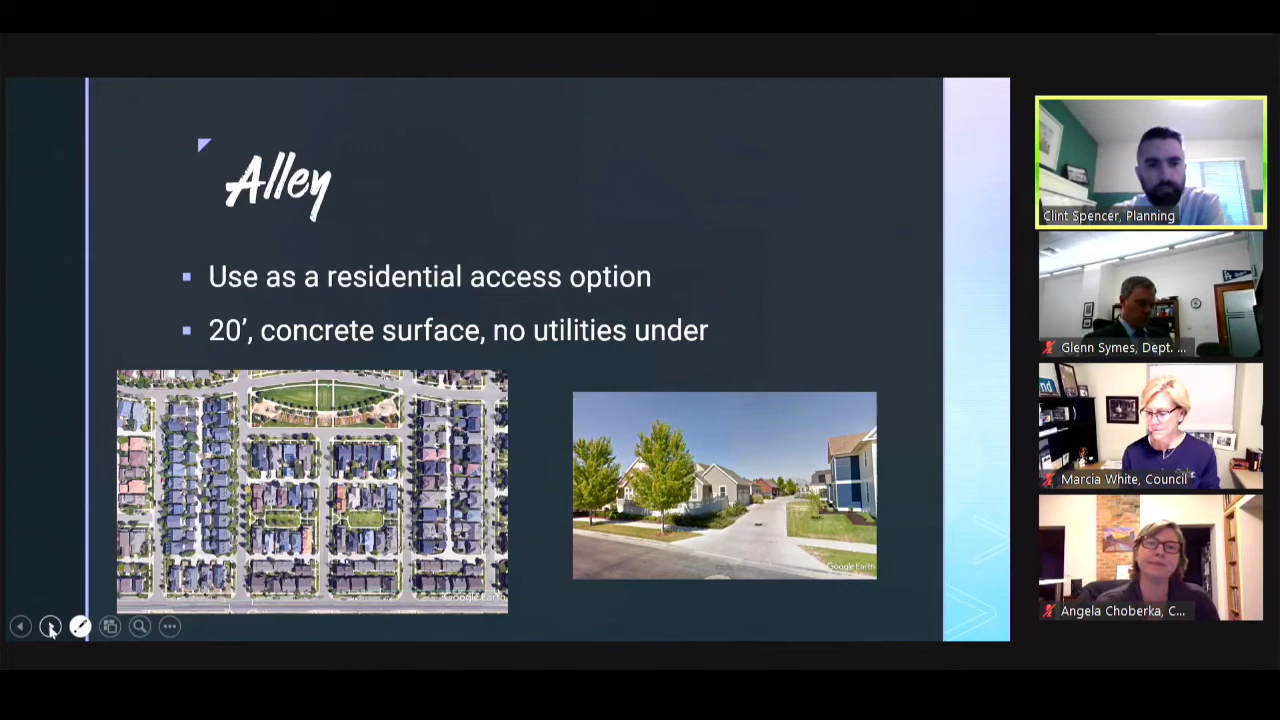 Alley
Use as a residential access option
20’, concrete surface, no utilities under
Google Earth
Google Earth
Clint Spencer, Planning
Glenn Symes, Dept. ...
nd
Marcia White, Council
Angela Choberka, C...